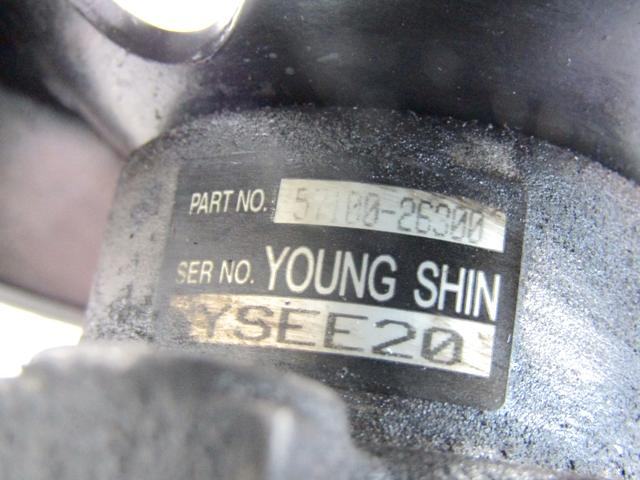 PART NO. 57100-26300
SER NO. YOUNG SHIN
YSEE20